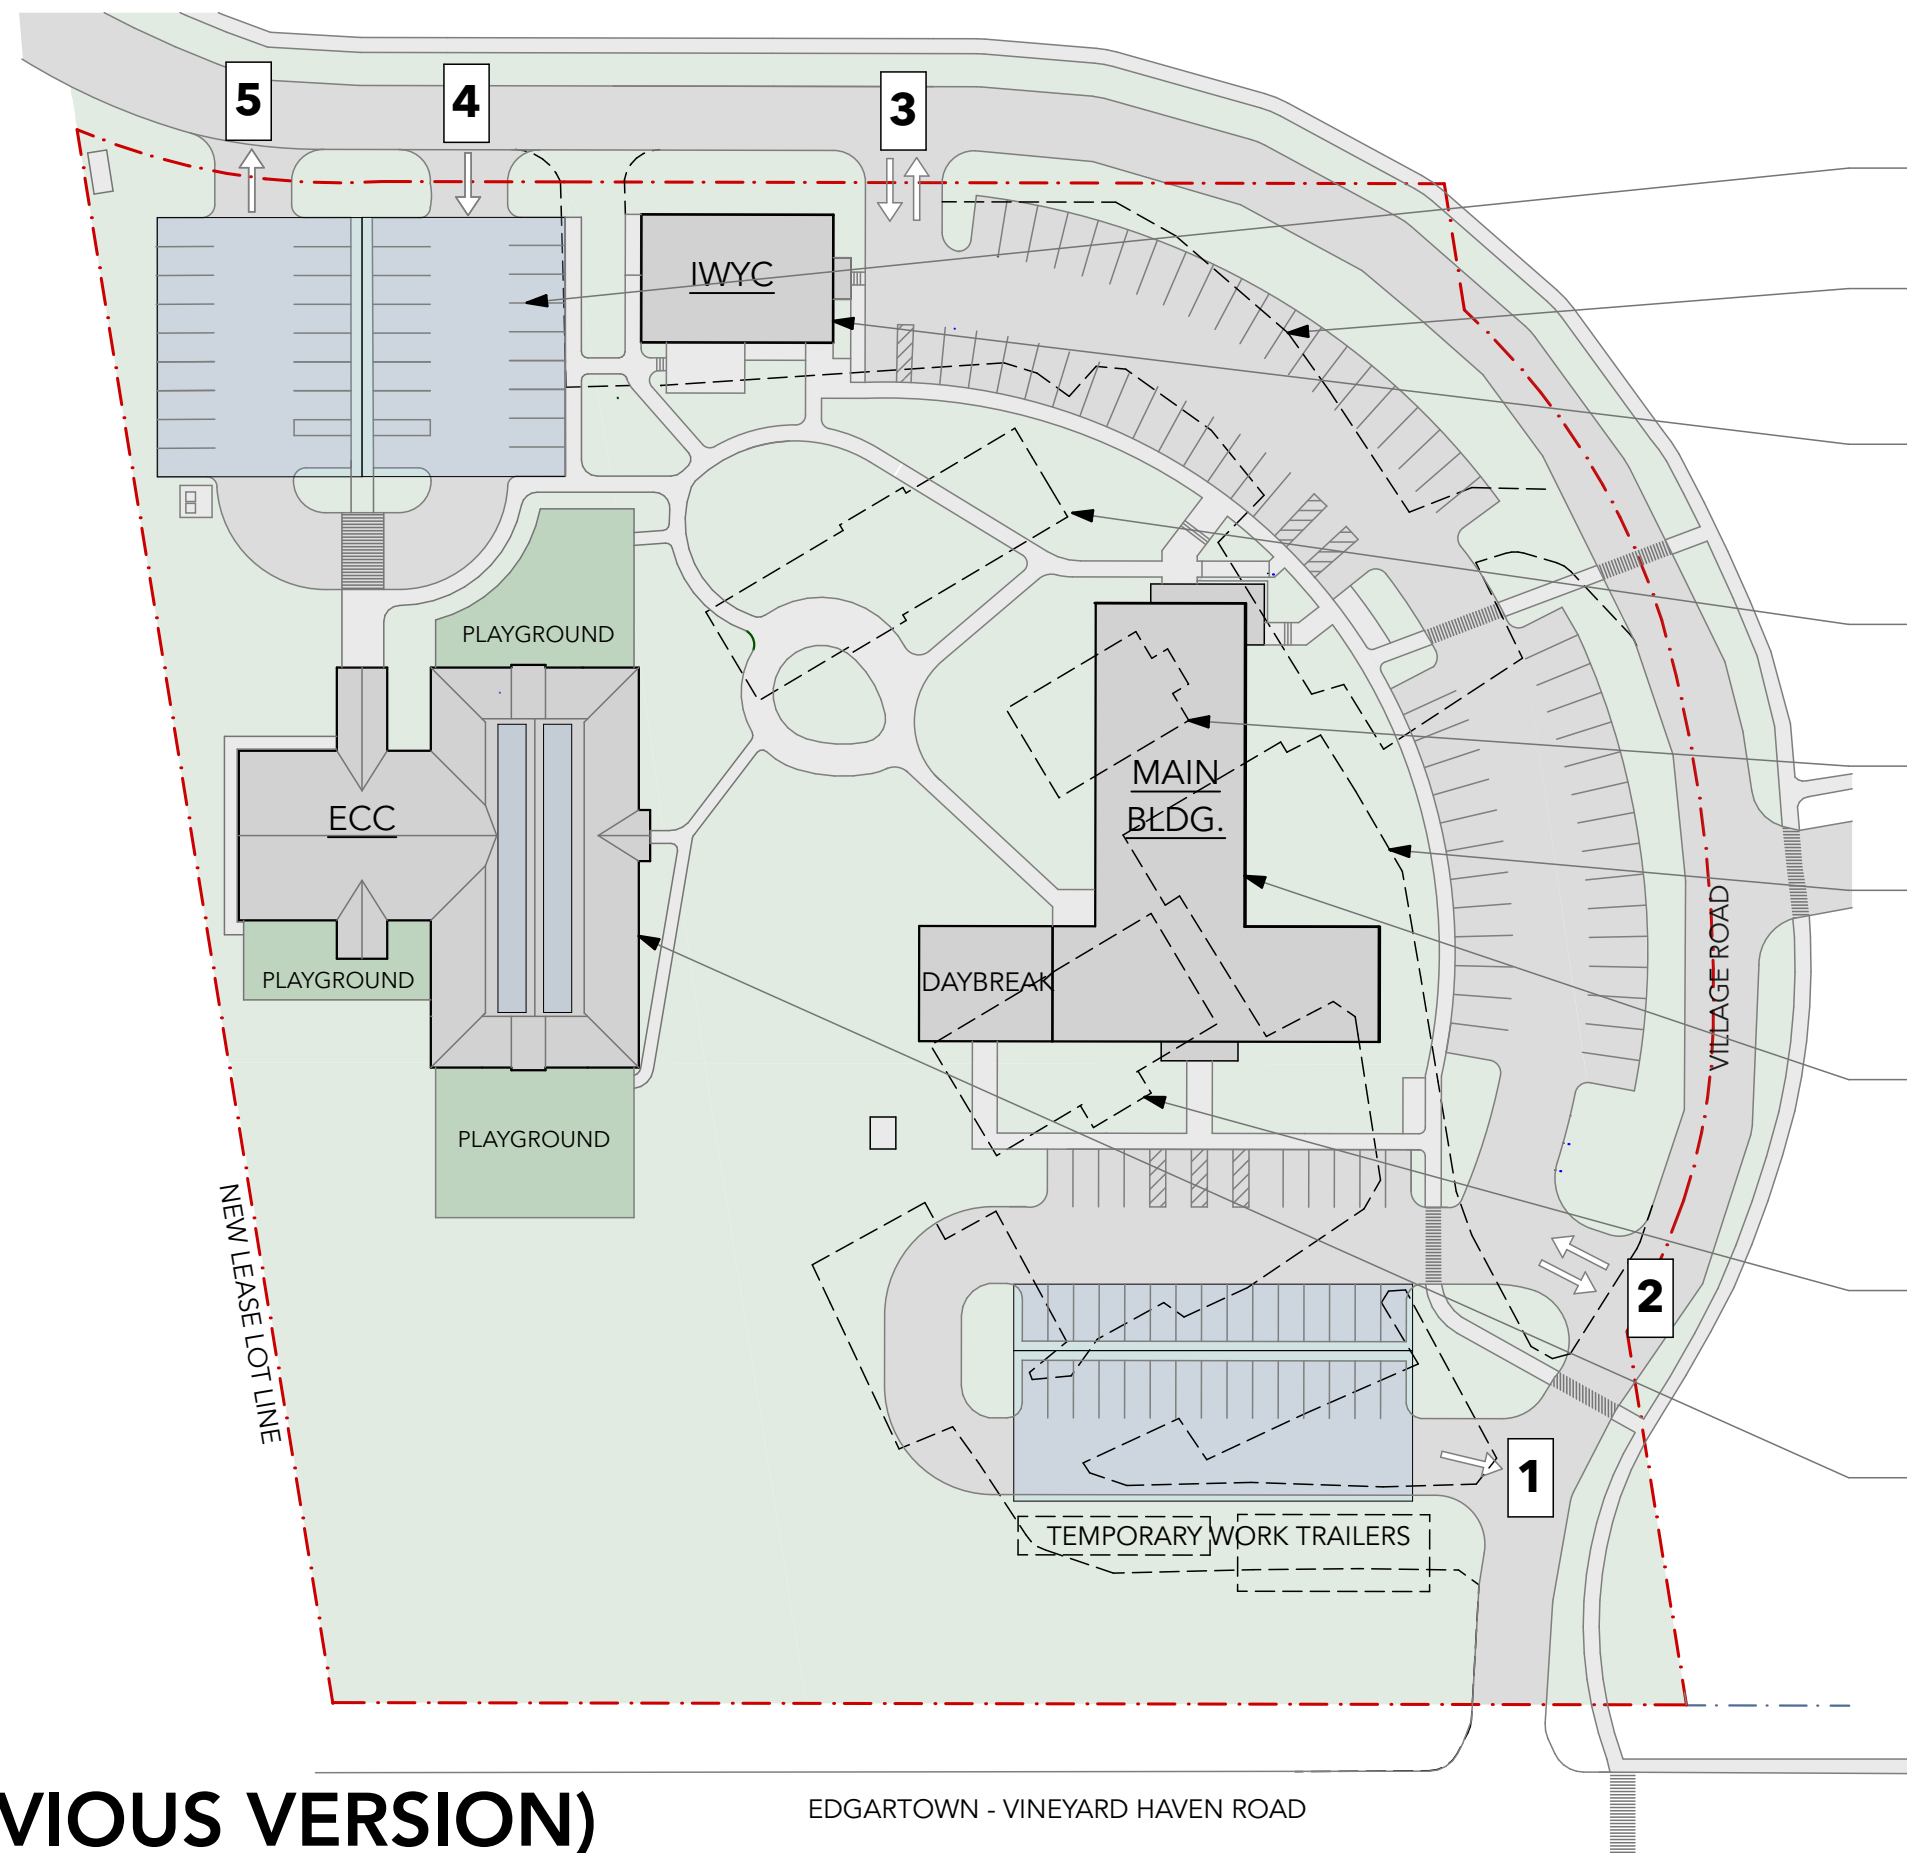 5
4
3
IWYC
PLAYGROUND
MAIN
BLDG.
ECC
PLAYGROUND
DAYBREAK
VILLAGE ROAD
PLAYGROUND
NEW LEASE LOT LINE
2
1
TEMPORARY WORK TRAILERS
VIOUS VERSION)
EDGARTOWN - VINEYARD HAVEN ROAD